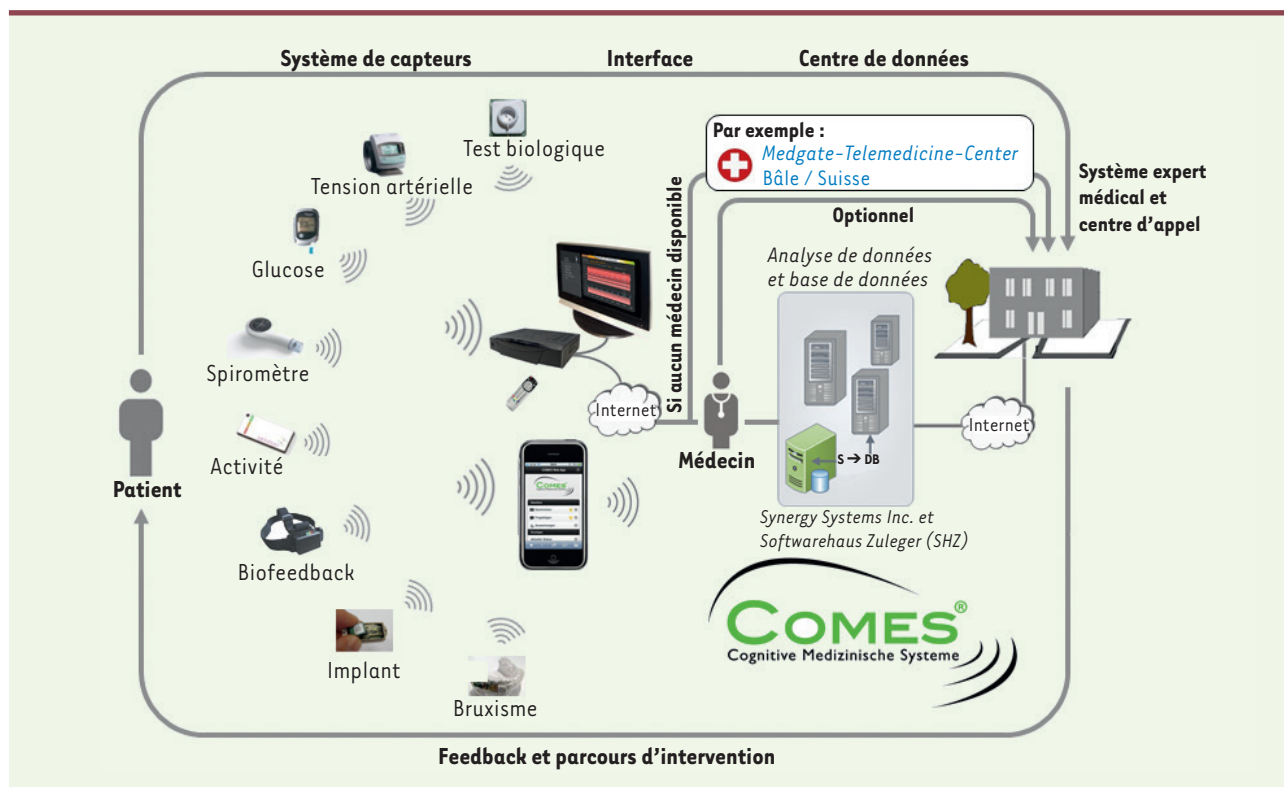 Système de capteurs
Interface
Centre de données
Test biologique
Tension artérielle
Glucose
Spiromètre
Activité
Biofeedback
Implant
Bruxisme
Patient
Internet
Si aucun médecin disponible
Par exemple :
Medgate-Telemedicine-Center
Bâle / Suisse
Optionnel
Système expert
médical et
centre d'appel
Analyse de données
et base de données
Médecin
S → DB
Internet
Synergy Systems Inc. et
Softwarehaus Zuleger (SHZ)
COMES
COMES®
Cognitive Medizinische Systeme
Feedback et parcours d'intervention